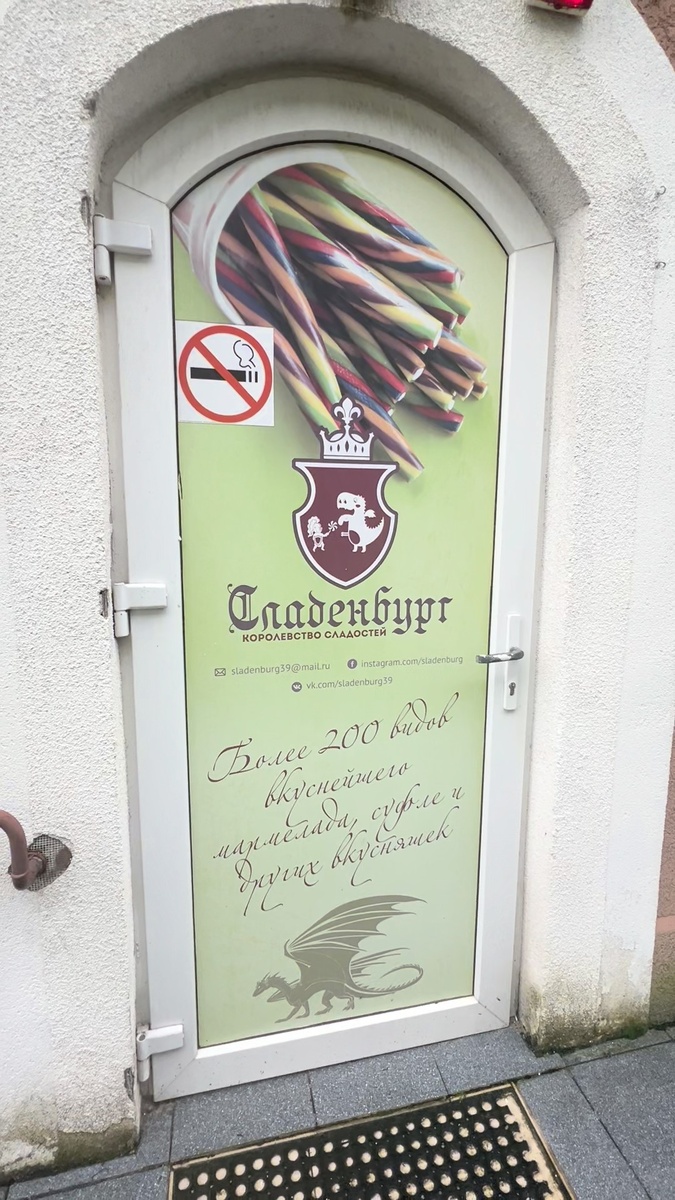 Сладенбург
КОРОЛЕВСТВО СЛАДОСТЕЙ
sladenburg39@mail.ru instagram.com/sladenburg
vk.com/sladenburg39
Более 200 видов
вкуснейшего
мармелада, суфле и
других вкусняшек